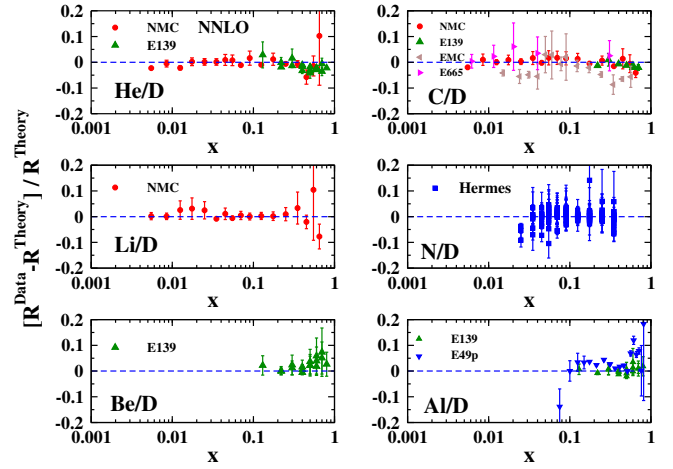 [R^Data -R^Theory] / R^Theory
0.2
0.1
0
-0.1
-0.2
NMC
E139
NNLO
He/D
0.001 0.01 0.1 1
x
0.2
0.1
0
-0.1
-0.2
NMC
E139
EMC
E665
C/D
0.001 0.01 0.1 1
x
0.2
0.1
0
-0.1
-0.2
NMC
Li/D
0.001 0.01 0.1 1
x
0.2
0.1
0
-0.1
-0.2
Hermes
N/D
0.001 0.01 0.1 1
x
0.2
0.1
0
-0.1
-0.2
E139
Be/D
0.001 0.01 0.1 1
x
0.2
0.1
0
-0.1
-0.2
E139
E49p
Al/D
0.001 0.01 0.1 1
x